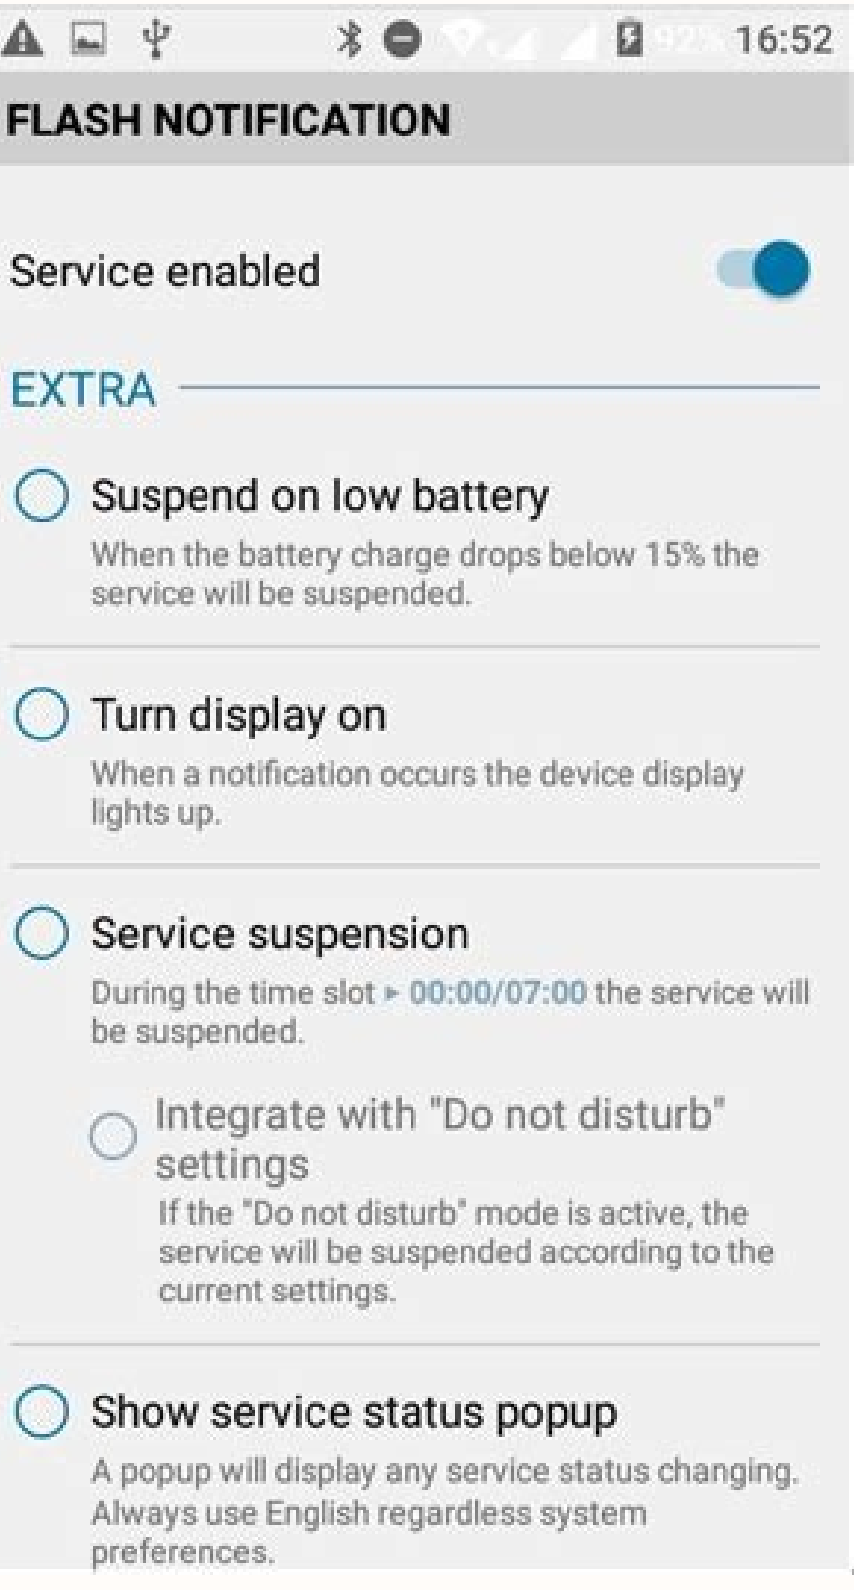 92% 16:52
FLASH NOTIFICATION
Service enabled
EXTRA
Suspend on low battery
When the battery charge drops below 15% the
service will be suspended.
Turn display on
When a notification occurs the device display
lights up.
Service suspension
During the time slot ▸ 00:00/07:00 the service will
be suspended.
Integrate with "Do not disturb"
settings
If the "Do not disturb" mode is active, the
service will be suspended according to the
current settings.
Show service status popup
A popup will display any service status changing.
Always use English regardless system
preferences.